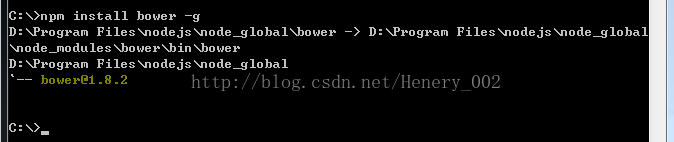 C:\>npm install bower -g
D:\Program Files\nodejs\node_global\bower -> D:\Program Files\nodejs\node_global
\node_modules\bower\bin\bower
D:\Program Files\nodejs\node_global
`-- bower@1.8.2
http://blog.csdn.net/Henery_002
C:\>_